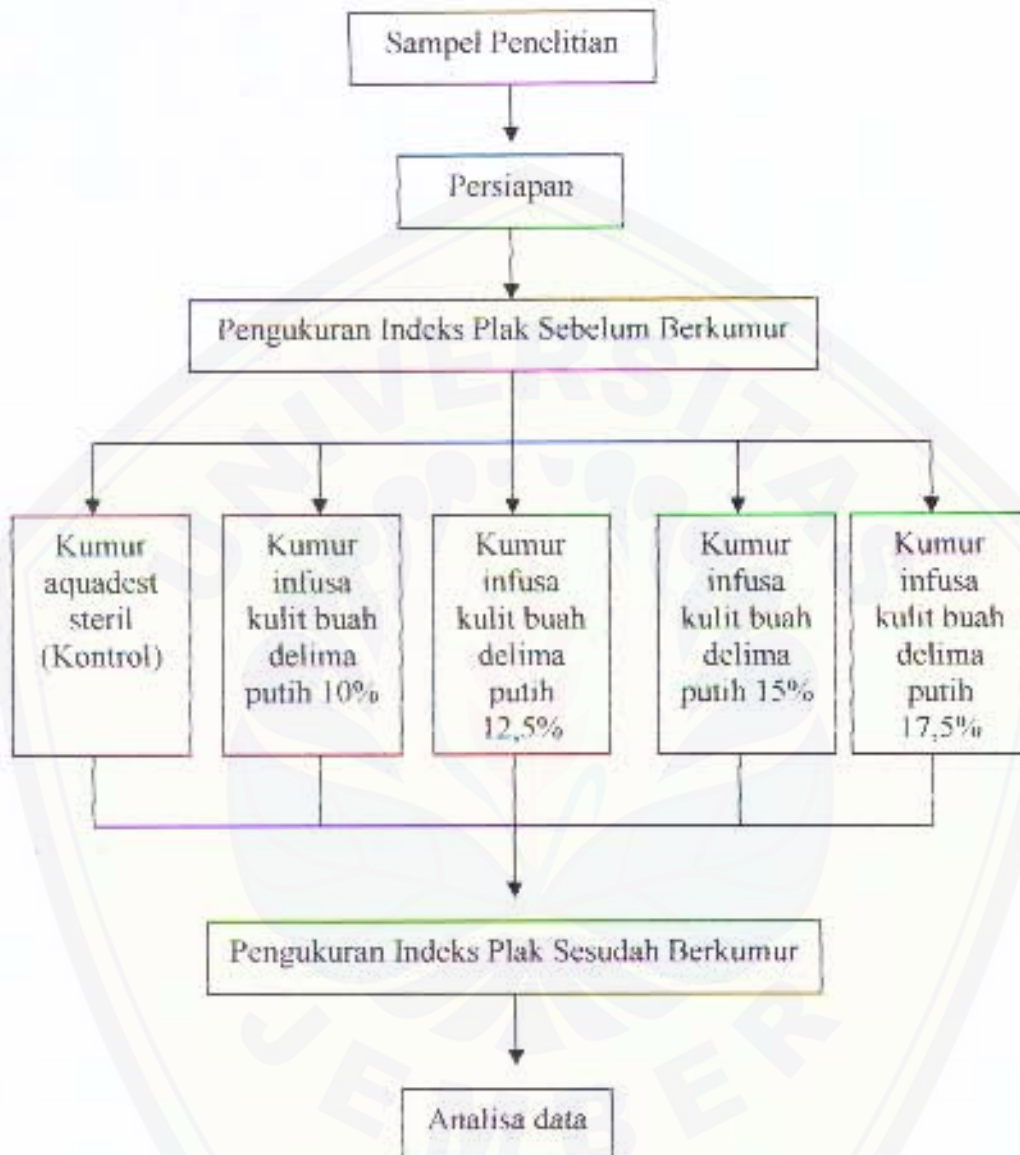 Sampel Penelitian
Persiapan
Pengukuran Indeks Plak Sebelum Berkumur
Kumur
aquadest
steril
(Kontrol)
Kumur
infusa
kulit buah
delima
putih 10%
Kumur
infusa
kulit buah
delima
putih
12,5%
Kumur
infusa
kulit buah
delima
putih 15%
Kumur
infusa
kulit buah
delima
putih
17,5%
Pengukuran Indeks Plak Sesudah Berkumur
Analisa data
UNIVERSITAS
JEMBER